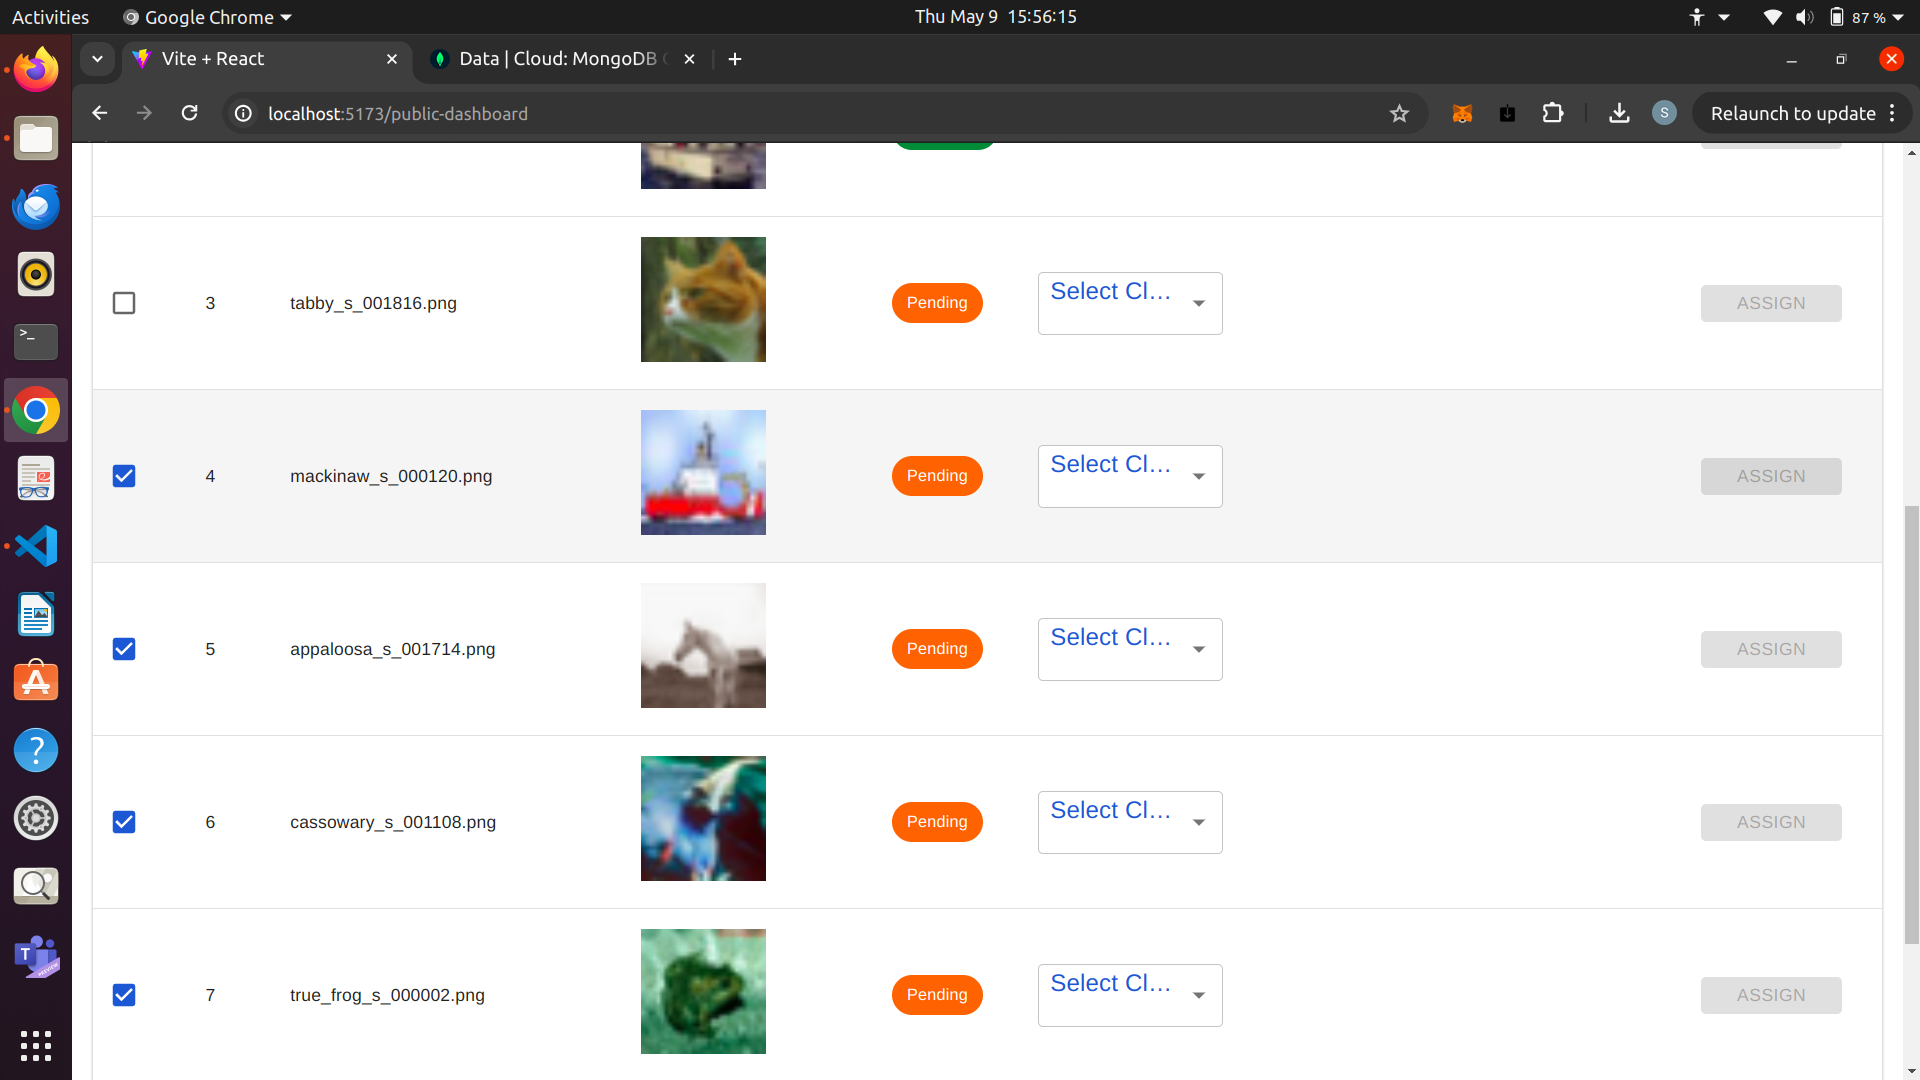 Activities Google Chrome Thu May 9 15:56:15 87 %
Vite + React Data | Cloud: MongoDB
localhost:5173/public-dashboard S Relaunch to update
3 tabby_s_001816.png Pending Select Cl... ASSIGN
4 mackinaw_s_000120.png Pending Select Cl... ASSIGN
5 appaloosa_s_001714.png Pending Select Cl... ASSIGN
6 cassowary_s_001108.png Pending Select Cl... ASSIGN
7 true_frog_s_000002.png Pending Select Cl... ASSIGN